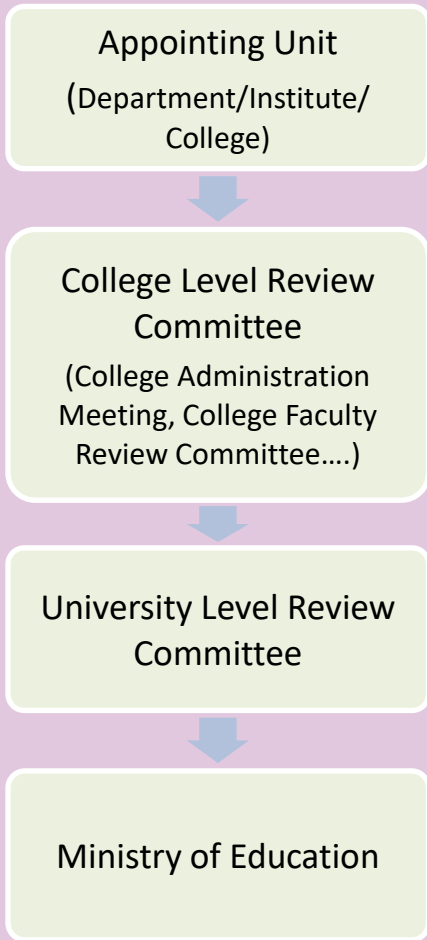 Appointing Unit
(Department/Institute/
College)
College Level Review
Committee
(College Administration
Meeting, College Faculty
Review Committee….)
University Level Review
Committee
Ministry of Education